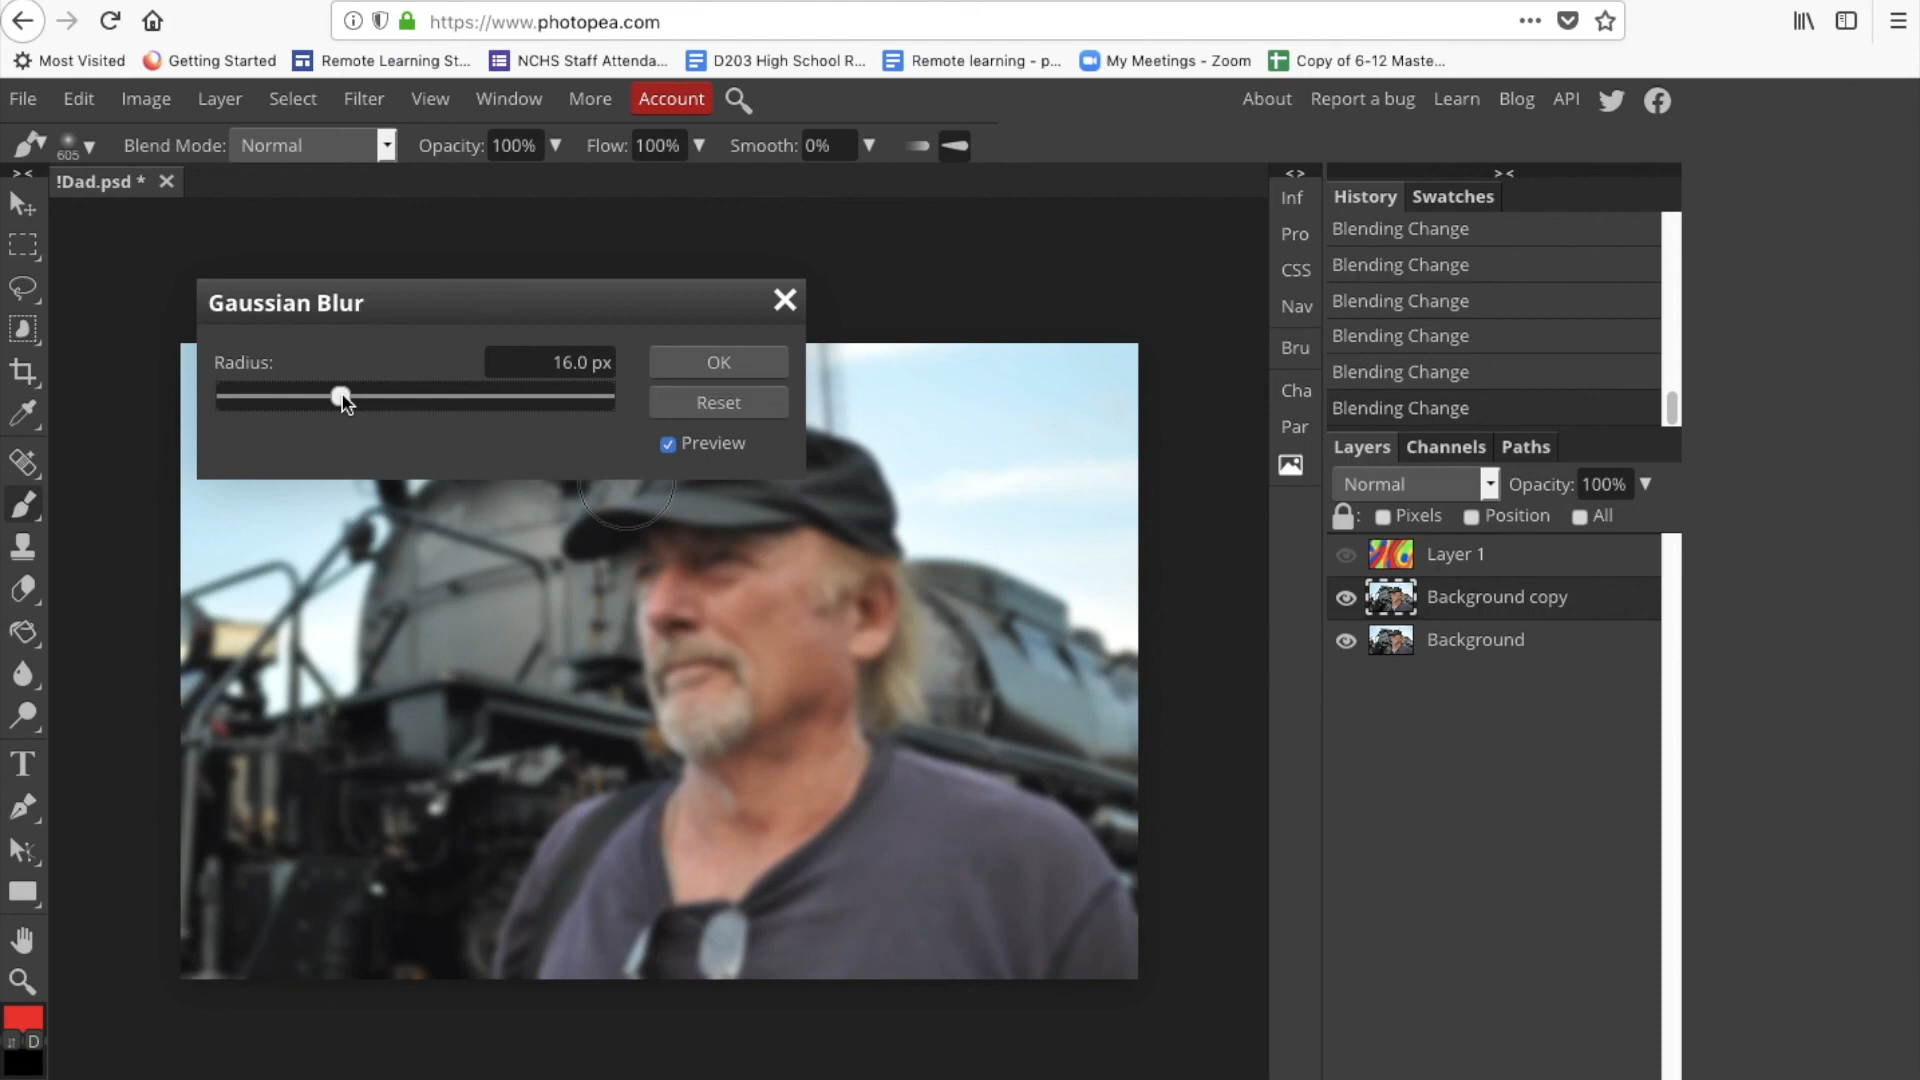 https://www.photopea.com
Most Visited Getting Started Remote Learning St... NCHS Staff Attenda... D203 High School R... Remote learning - p... My Meetings - Zoom Copy of 6-12 Maste...
File Edit Image Layer Select Filter View Window More Account About Report a bug Learn Blog API
605 Blend Mode: Normal Opacity: 100% Flow: 100% Smooth: 0%
!Dad.psd *
> <
< >
> <
Inf
Pro
CSS
Nav
Bru
Cha
Par
History Swatches
Blending Change
Blending Change
Blending Change
Blending Change
Blending Change
Blending Change
Gaussian Blur
Radius: 16.0 px OK
Reset
Preview
Layers Channels Paths
Normal Opacity: 100%
: Pixels Position All
Layer 1
Background copy
Background
T
D